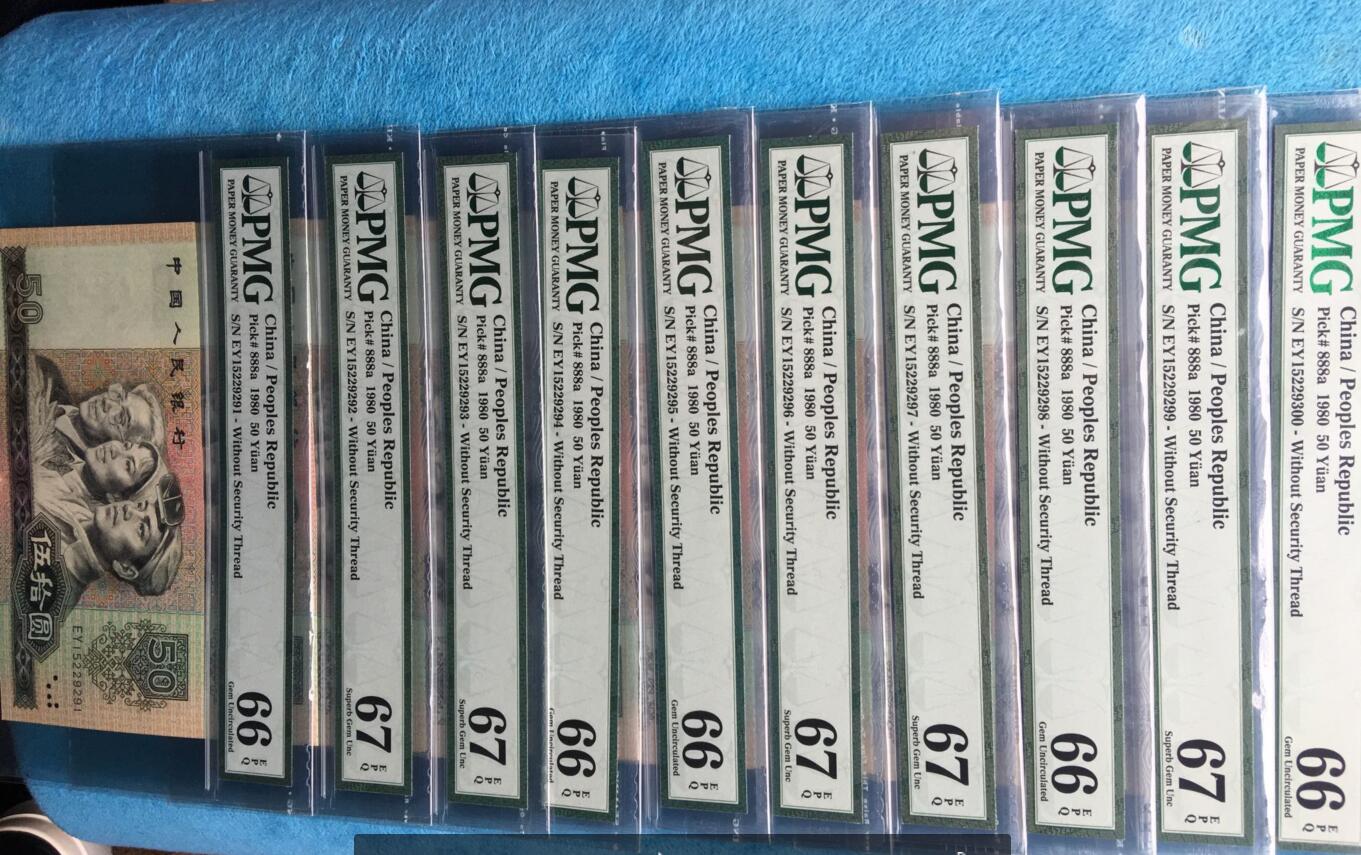 中国人民银行
50
伍拾圆
50
EY15229291
PMG
PAPER MONEY GUARANTY
China / Peoples Republic
Pick# 888a 1980 50 Yüan
S/N EY15229291 - Without Security Thread
66 EPQ
Gem Uncirculated
PMG
PAPER MONEY GUARANTY
China / Peoples Republic
Pick# 888a 1980 50 Yüan
S/N EY15229292 - Without Security Thread
67 EPQ
Superb Gem Unc
PMG
PAPER MONEY GUARANTY
China / Peoples Republic
Pick# 888a 1980 50 Yüan
S/N EY15229293 - Without Security Thread
67 EPQ
Superb Gem Unc
PMG
PAPER MONEY GUARANTY
China / Peoples Republic
Pick# 888a 1980 50 Yüan
S/N EY15229294 - Without Security Thread
66 EPQ
Gem Uncirculated
PMG
PAPER MONEY GUARANTY
China / Peoples Republic
Pick# 888a 1980 50 Yüan
S/N EY15229295 - Without Security Thread
66 EPQ
Gem Uncirculated
PMG
PAPER MONEY GUARANTY
China / Peoples Republic
Pick# 888a 1980 50 Yüan
S/N EY15229296 - Without Security Thread
67 EPQ
Superb Gem Unc
PMG
PAPER MONEY GUARANTY
China / Peoples Republic
Pick# 888a 1980 50 Yüan
S/N EY15229297 - Without Security Thread
67 EPQ
Superb Gem Unc
PMG
PAPER MONEY GUARANTY
China / Peoples Republic
Pick# 888a 1980 50 Yüan
S/N EY15229298 - Without Security Thread
66 EPQ
Gem Uncirculated
PMG
PAPER MONEY GUARANTY
China / Peoples Republic
Pick# 888a 1980 50 Yüan
S/N EY15229299 - Without Security Thread
67 EPQ
Superb Gem Unc
PMG
PAPER MONEY GUARANTY
China / Peoples Republic
Pick# 888a 1980 50 Yüan
S/N EY15229300 - Without Security Thread
66 EPQ
Gem Uncirculated